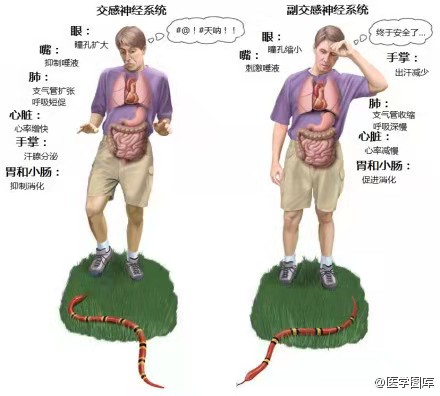 交感神经系统
#@！#天呐！！
眼：
瞳孔扩大
嘴：
抑制唾液
肺：
支气管扩张
呼吸短促
心脏：
心率增快
手掌：
汗腺分泌
胃和小肠：
抑制消化
副交感神经系统
终于安全了...
眼：
瞳孔缩小
嘴：
刺激唾液
手掌：
出汗减少
肺：
支气管收缩
呼吸深慢
心脏：
心率减慢
胃和小肠：
促进消化
@医学图库